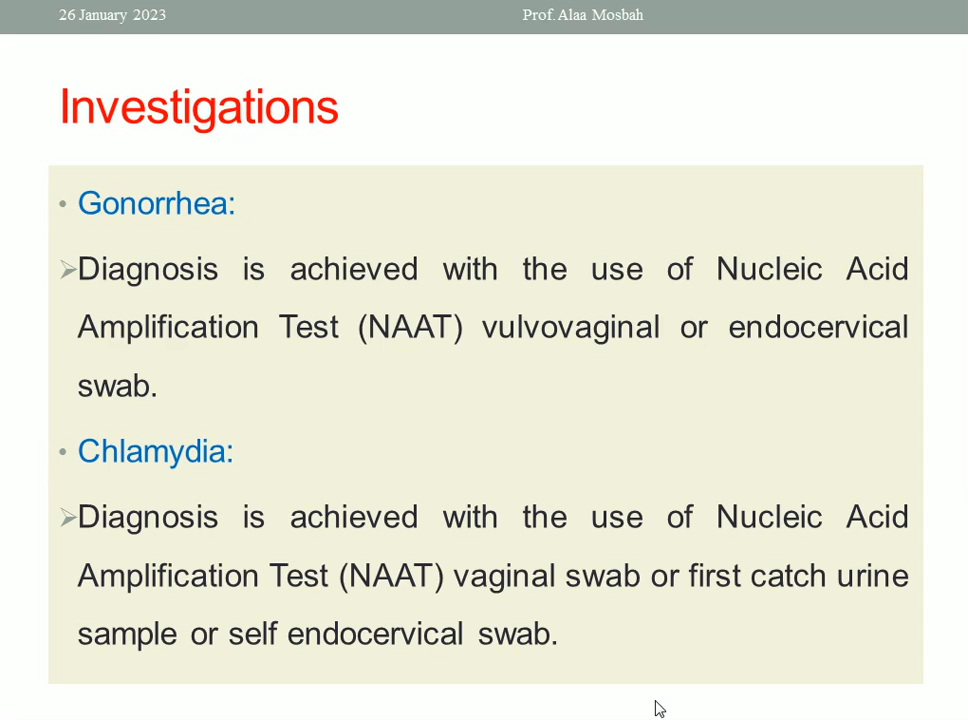 26 January 2023 Prof. Alaa Mosbah
Investigations
• Gonorrhea:
➢Diagnosis is achieved with the use of Nucleic Acid
Amplification Test (NAAT) vulvovaginal or endocervical
swab.
• Chlamydia:
➢Diagnosis is achieved with the use of Nucleic Acid
Amplification Test (NAAT) vaginal swab or first catch urine
sample or self endocervical swab.